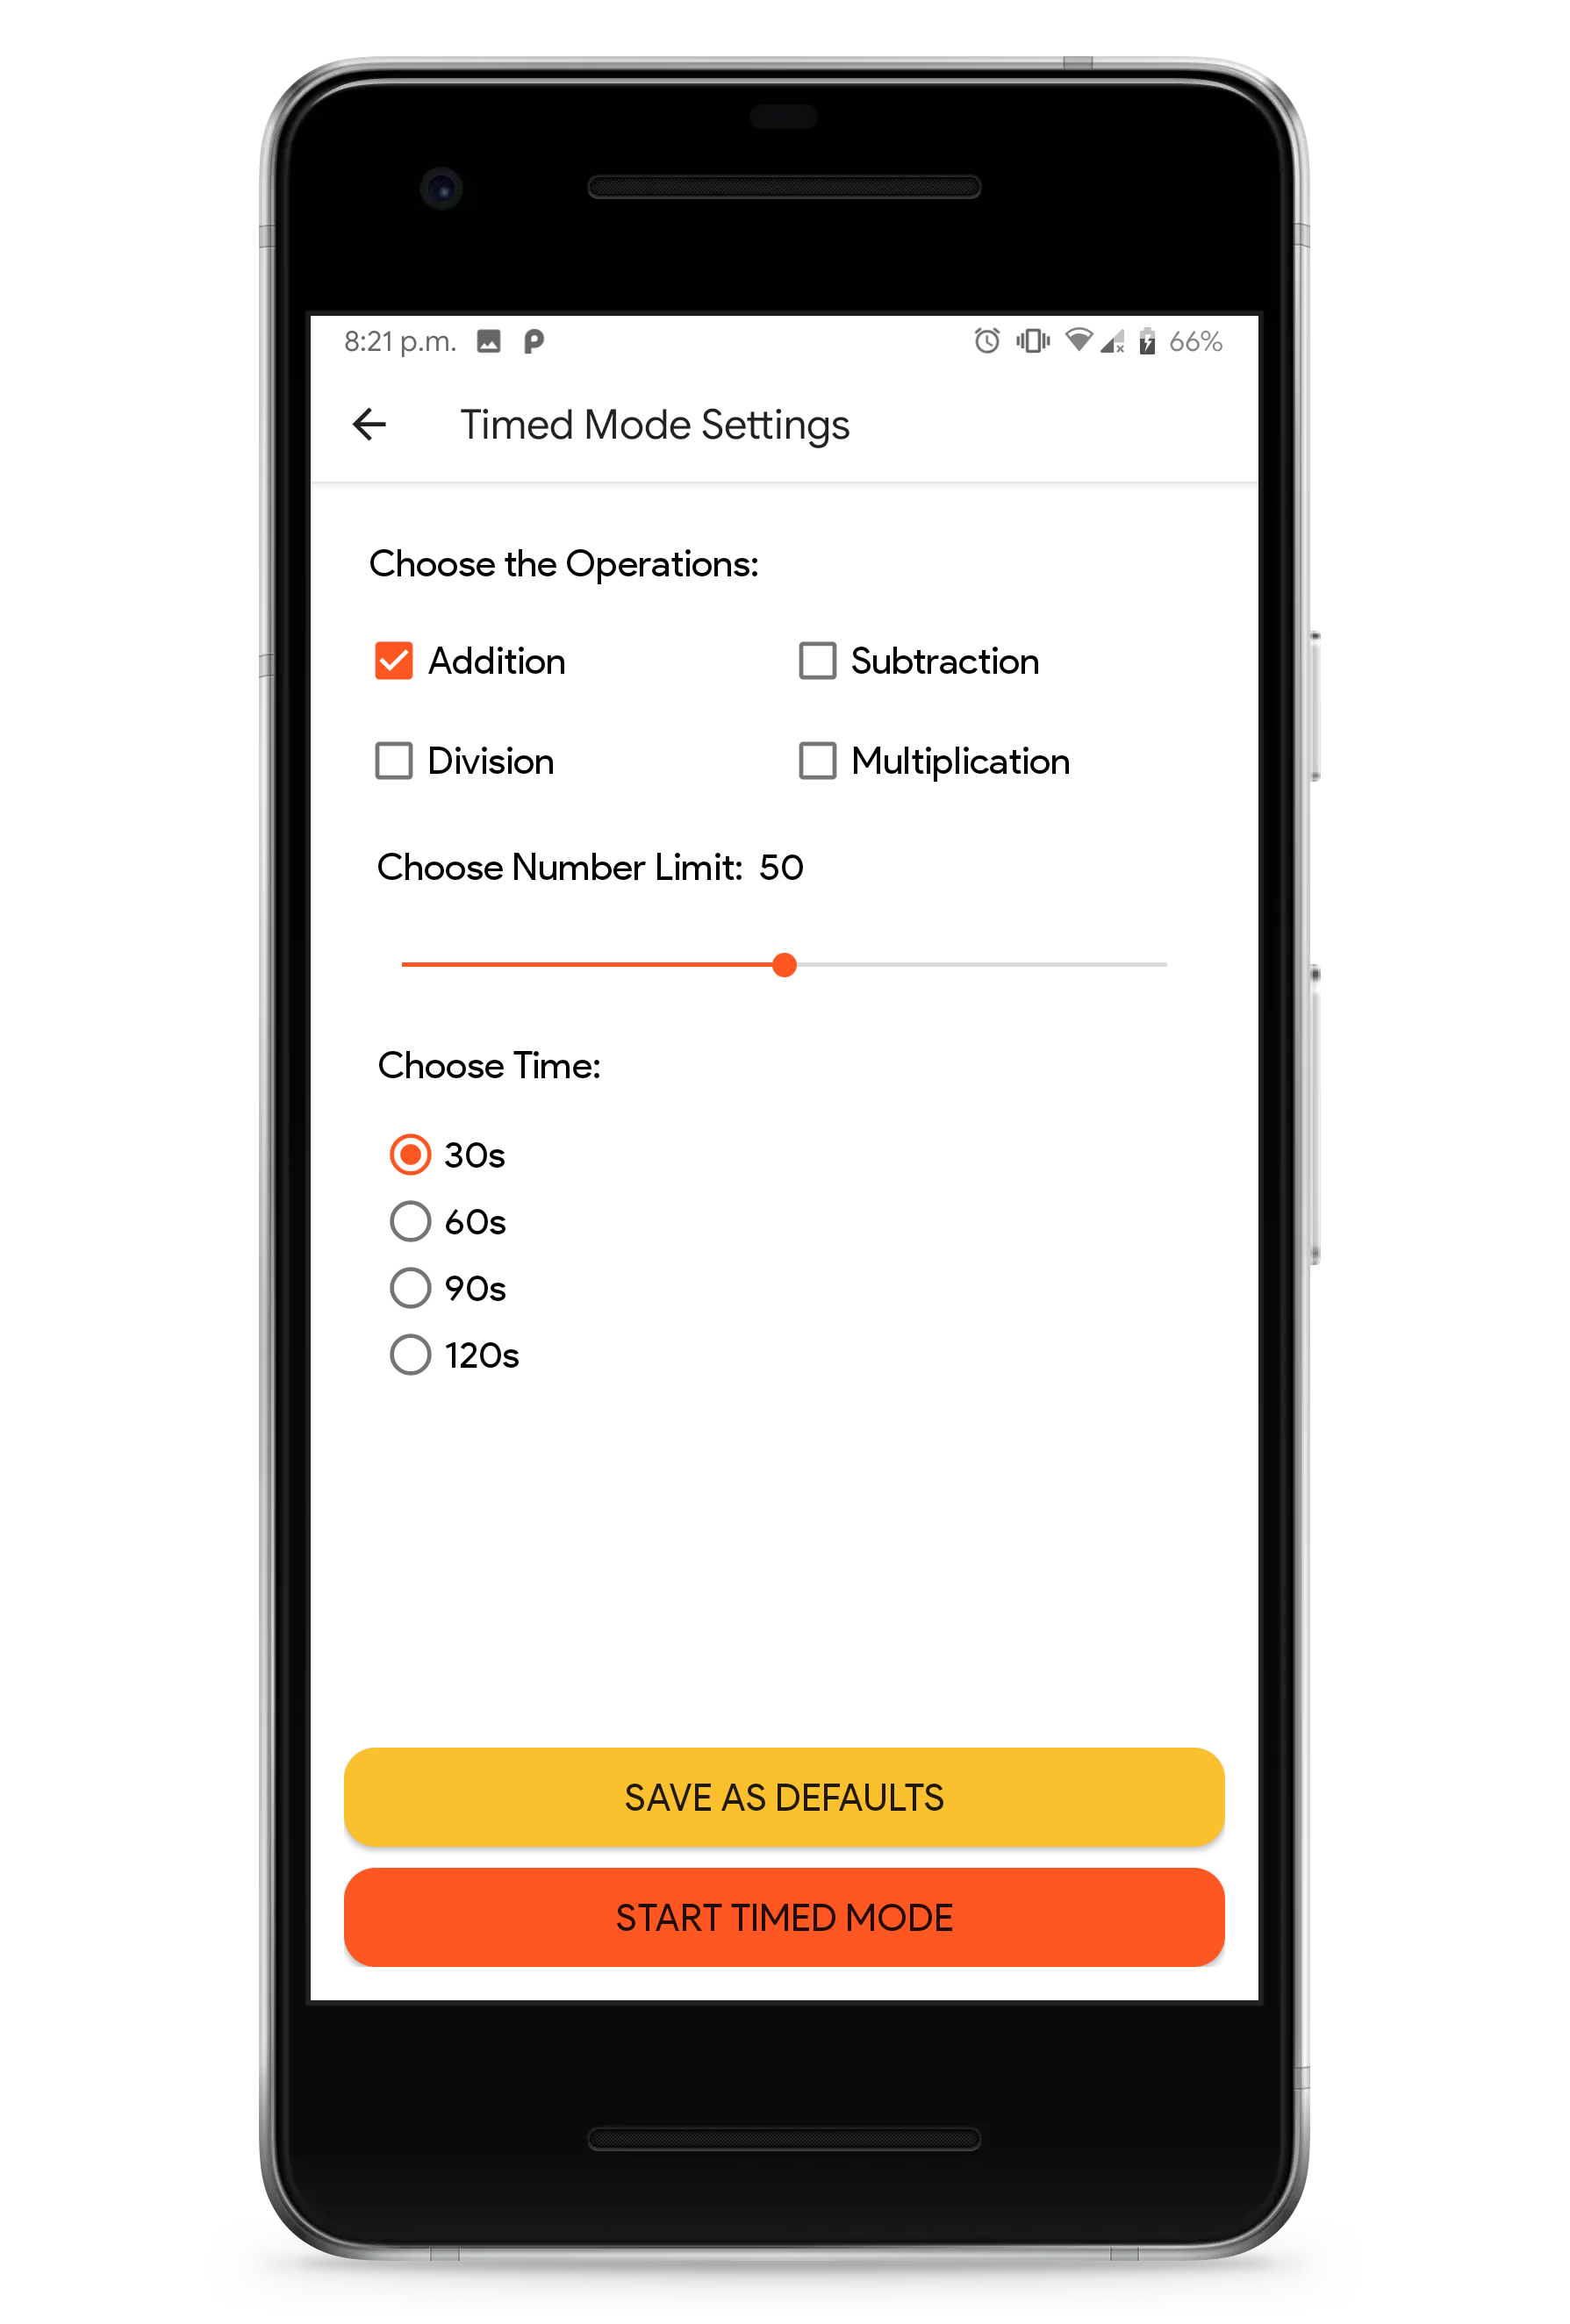 8:21 p.m. 66%
Timed Mode Settings
Choose the Operations:
Addition Subtraction
Division Multiplication
Choose Number Limit: 50
Choose Time:
30s
60s
90s
120s
SAVE AS DEFAULTS
START TIMED MODE